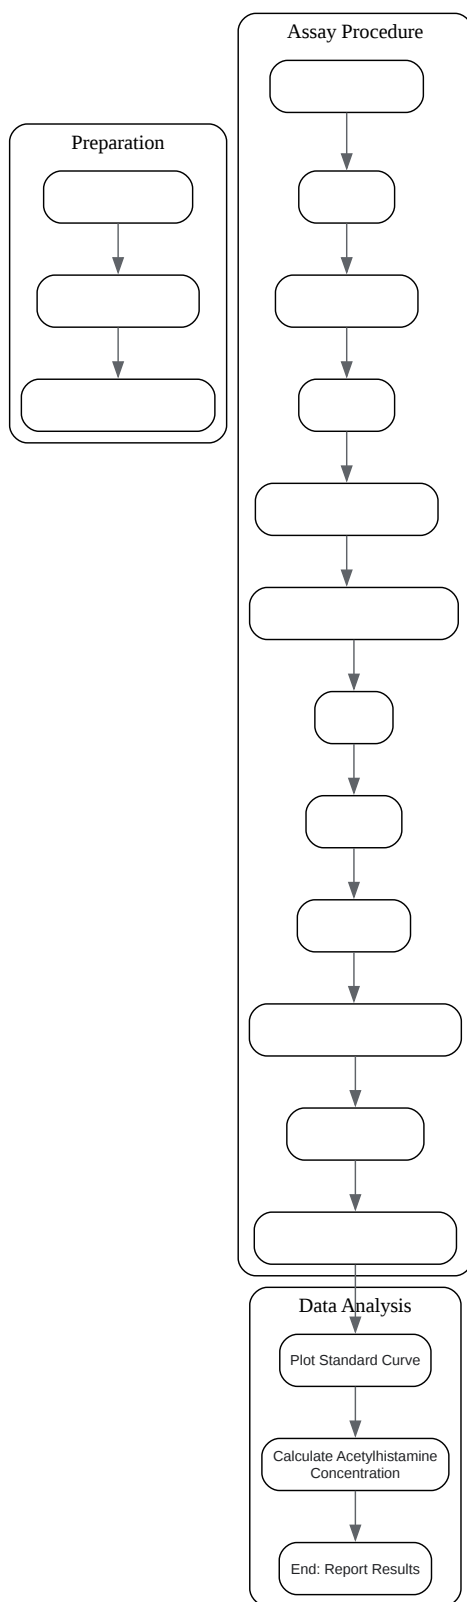 Assay Procedure
Preparation
Data Analysis
Plot Standard Curve
Calculate Acetylhistamine
Concentration
End: Report Results